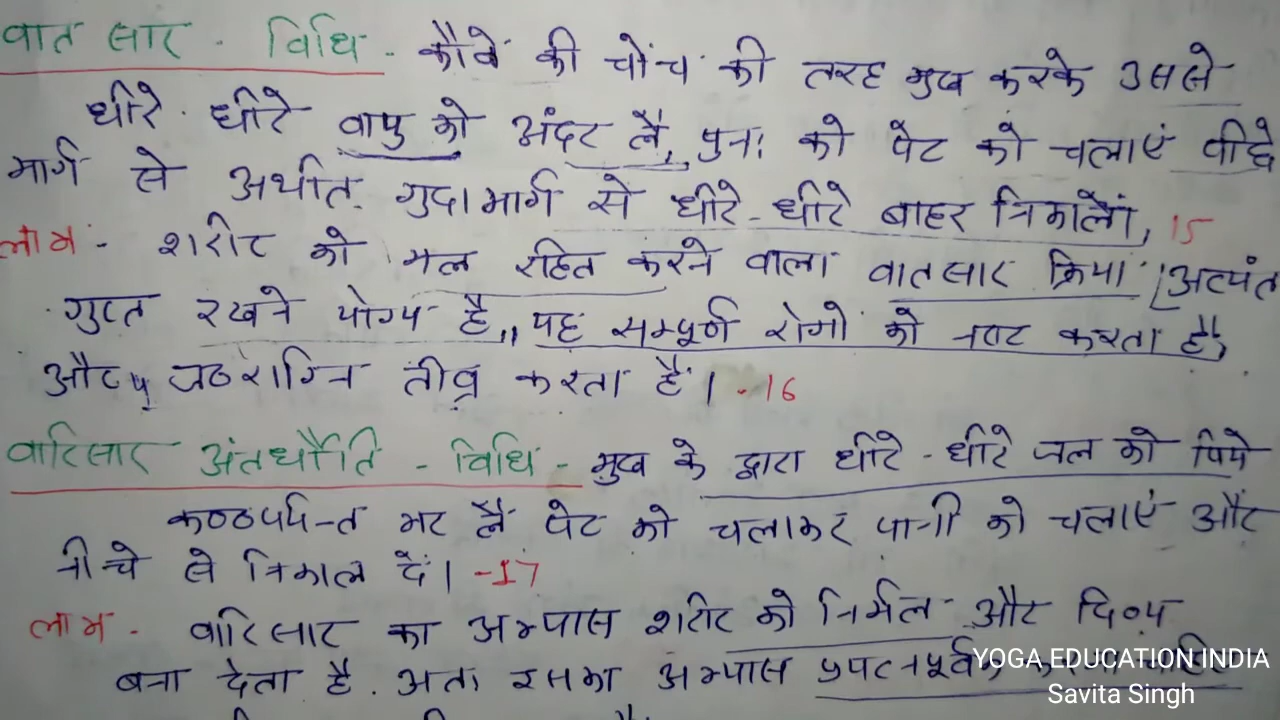 वात सार - विधि - कौवें की चोंच की तरह मुख करके उससे
धीरे - धीरे वायु को अंदर लें, पुनः को पेट को चलाएं पीछे
मार्ग से अर्थात गुदामार्ग से धीरे - धीरे बाहर निकालें, 15
लाभ - शरीर को मल रहित करने वाला वातसार क्रिया अत्यंत
गुप्त रखने योग्य है, यह सम्पूर्ण रोगो को नष्ट करता है,
और जठराग्नि तीव्र करता है। - 16
वारिसार अंतर्धौति - विधि - मुख के द्वारा धीरे - धीरे जल को पिये
कण्ठपर्यन्त भर लें पेट को चलाकर पानी को चलाएं और
नीचे से निकाल दें। - 17
लाभ - वारिसार का अभ्यास शरीर को निर्मल और दिव्य
बना देता है. अतः इसका अभ्यास प्रयत्नपूर्वक
YOGA EDUCATION INDIA
Savita Singh